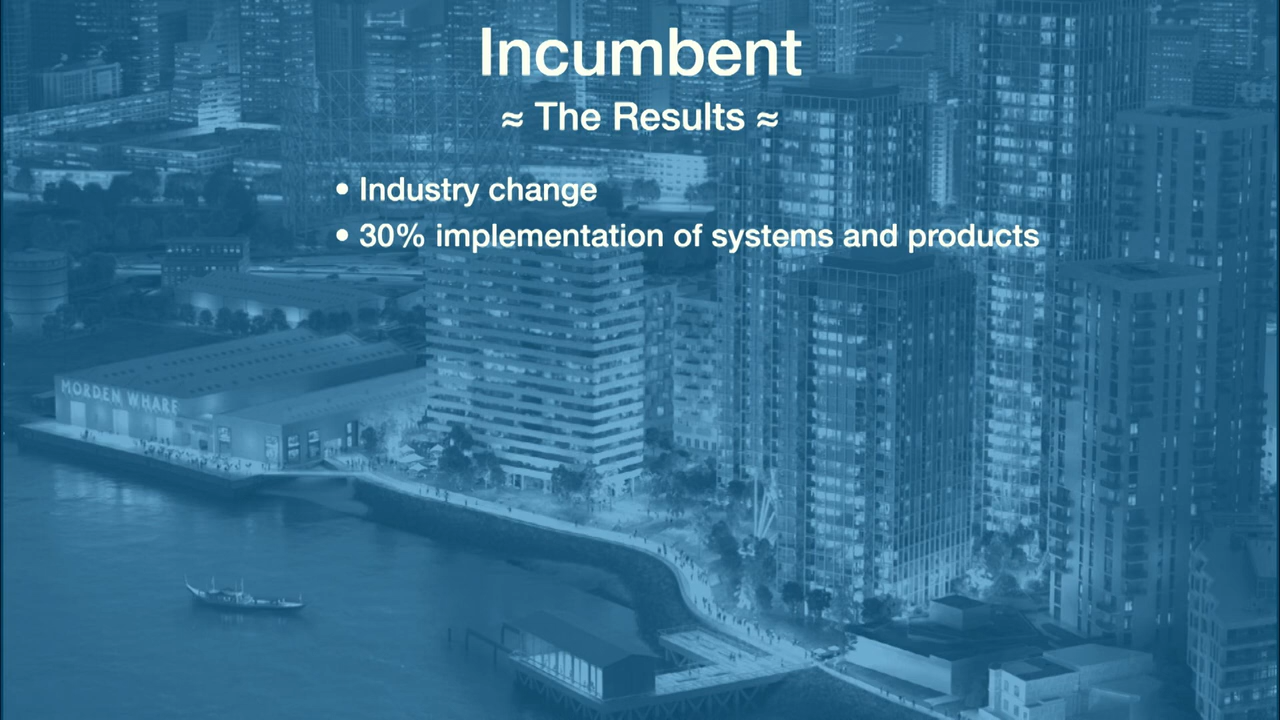 Incumbent
≈ The Results ≈
• Industry change
• 30% implementation of systems and products
MORDEN WHARF